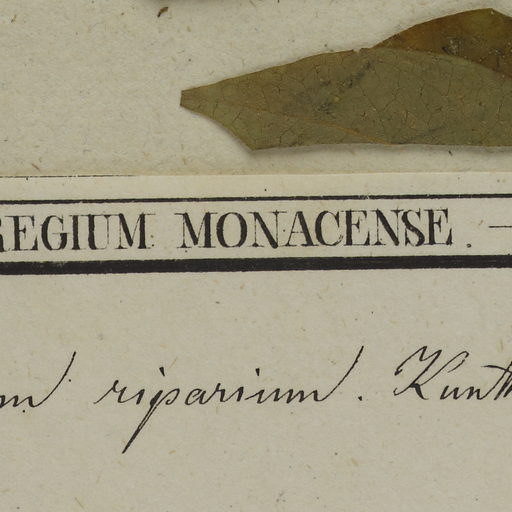 REGIUM MONACENSE. —
m riparium. Kunth